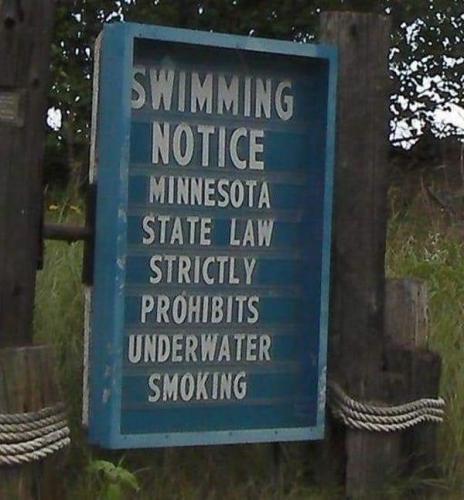 SWIMMING
NOTICE
MINNESOTA
STATE LAW
STRICTLY
PROHIBITS
UNDERWATER
SMOKING